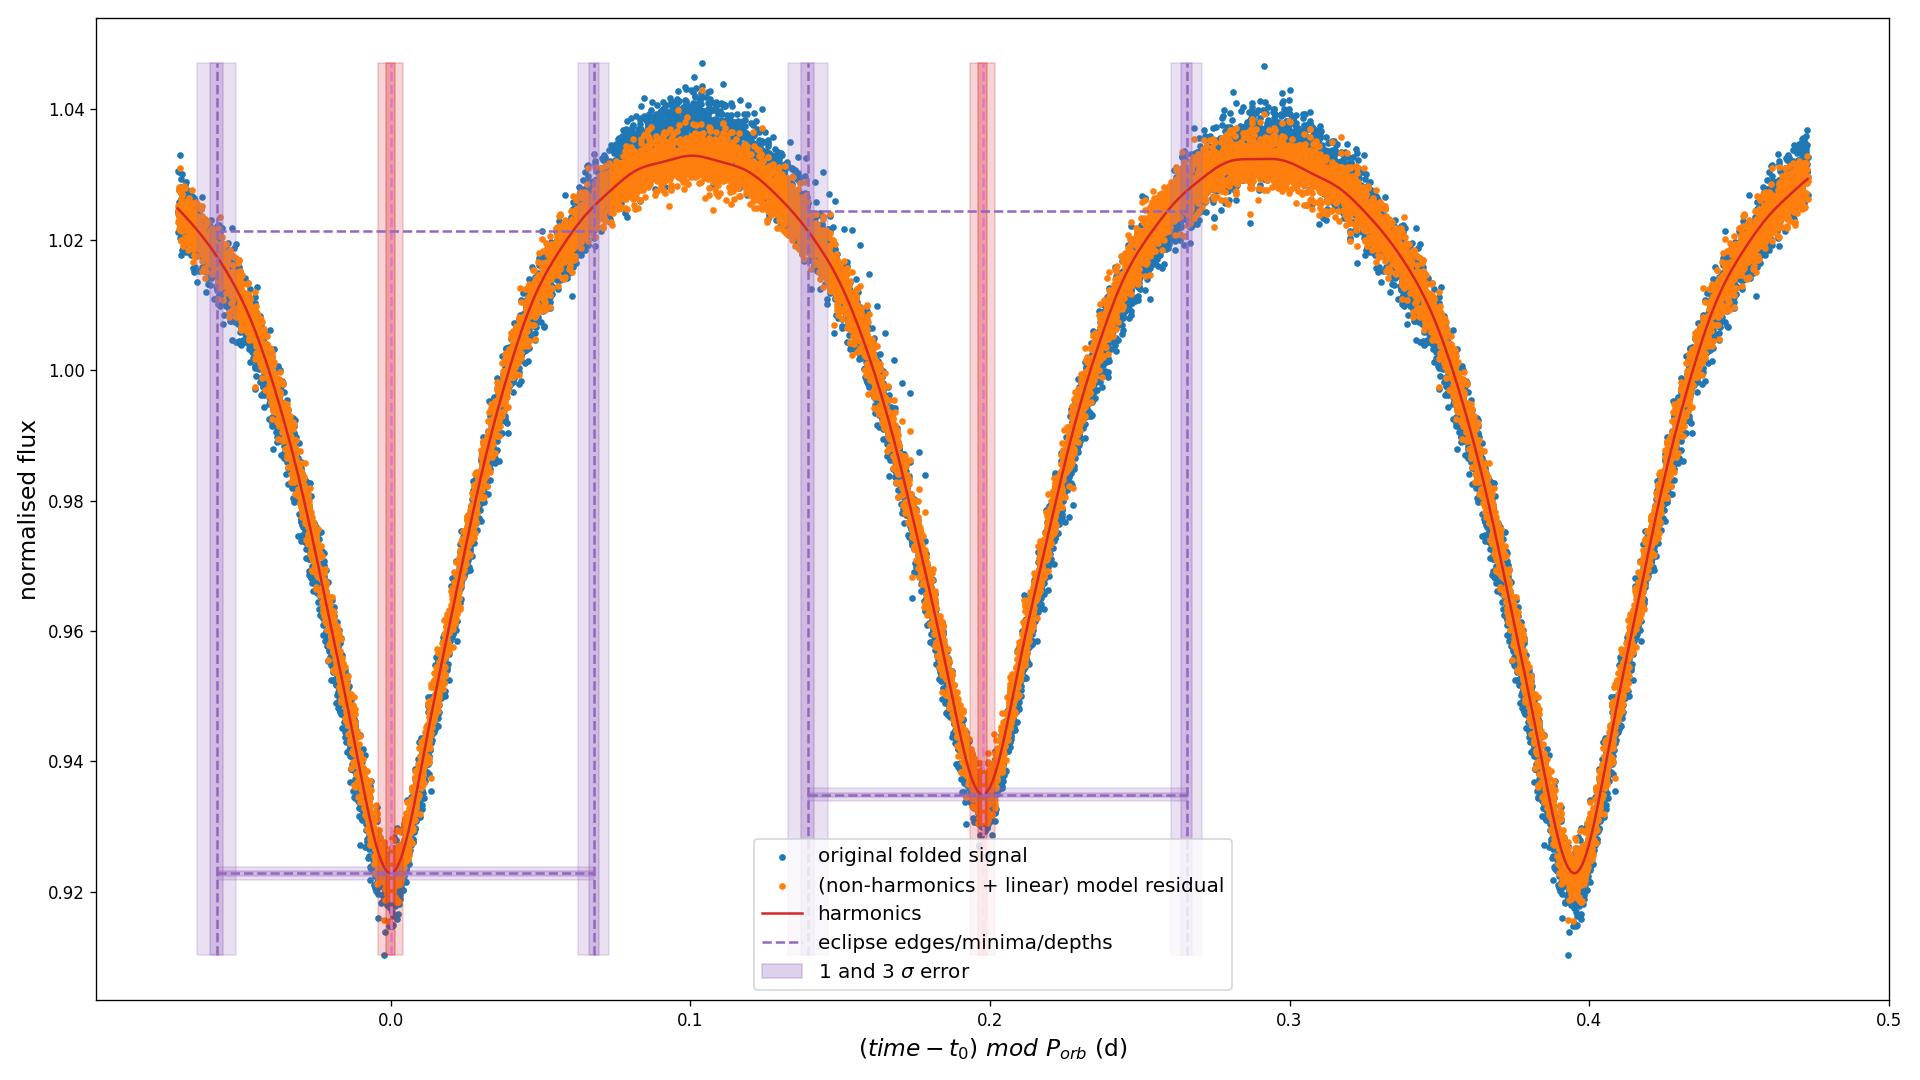 normalised flux
1.04
1.02
1.00
0.98
0.96
0.94
0.92
original folded signal
(non-harmonics + linear) model residual
harmonics
eclipse edges/minima/depths
1 and 3 σ error
0.0 0.1 0.2 0.3 0.4 0.5
(time − t₀) mod Pₒᵣb (d)